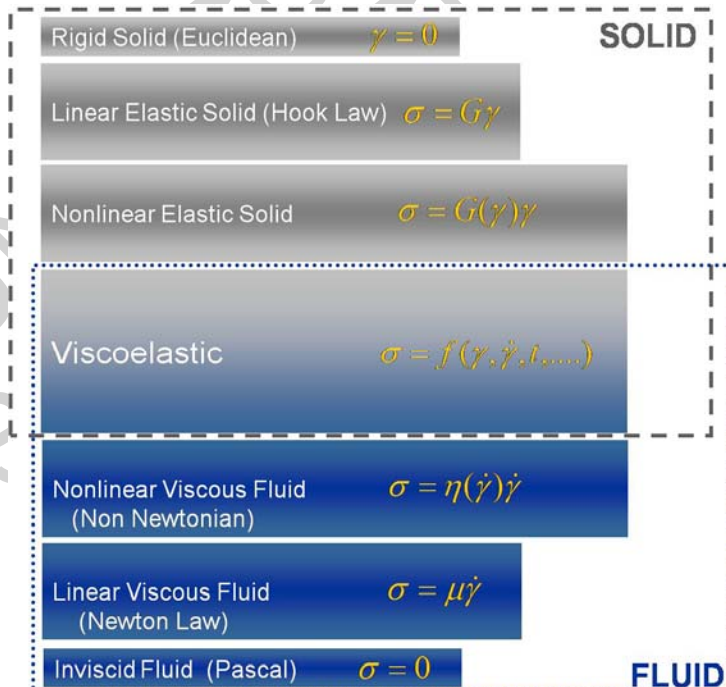 Rigid Solid (Euclidean) γ = 0 SOLID
Linear Elastic Solid (Hook Law) σ = Gγ
Nonlinear Elastic Solid σ = G(γ)γ
Viscoelastic σ = f(γ, γ̇, t, ....)
Nonlinear Viscous Fluid σ = η(γ̇)γ̇
(Non Newtonian)
Linear Viscous Fluid σ = μγ̇
(Newton Law)
Inviscid Fluid (Pascal) σ = 0 FLUID